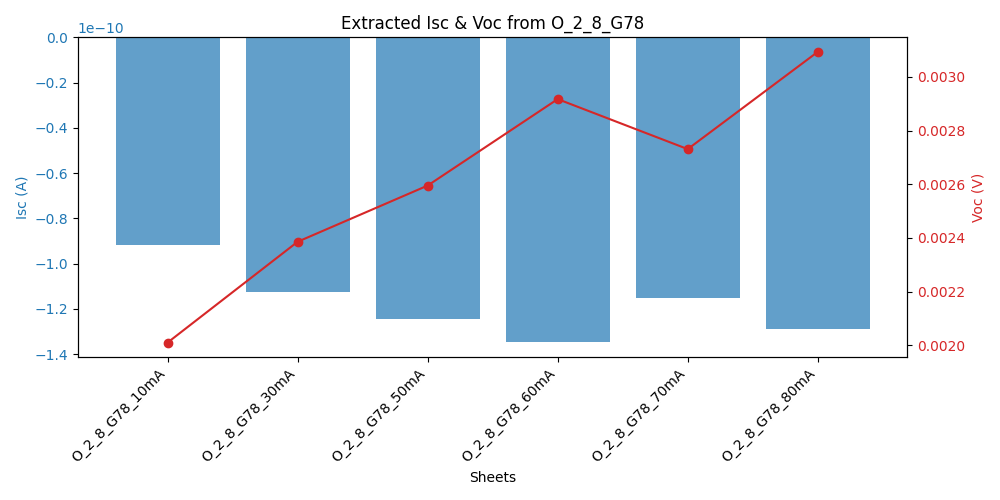 Extracted Isc & Voc from O_2_8_G78
1e−10
0.0
−0.2
−0.4
−0.6
−0.8
−1.0
−1.2
−1.4
Isc (A)
0.0030
0.0028
0.0026
0.0024
0.0022
0.0020
Voc (V)
O_2_8_G78_10mA
O_2_8_G78_30mA
O_2_8_G78_50mA
O_2_8_G78_60mA
O_2_8_G78_70mA
O_2_8_G78_80mA
Sheets